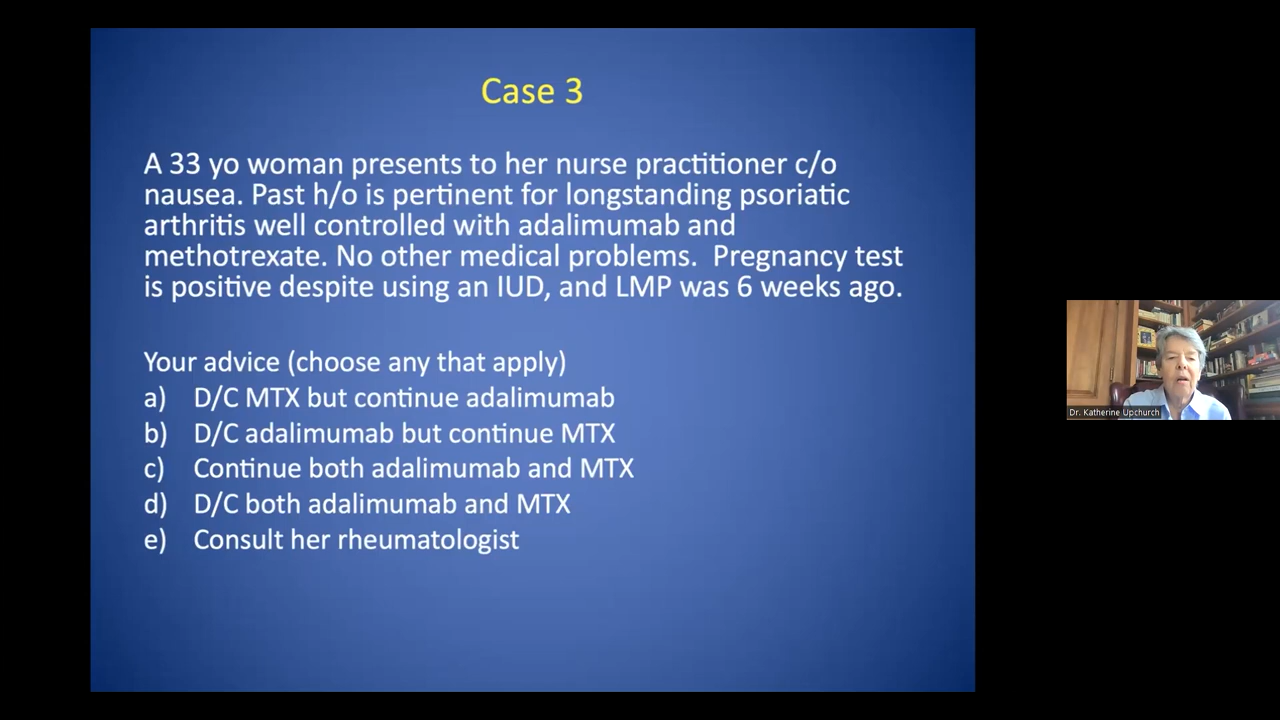 Case 3
A 33 yo woman presents to her nurse practitioner c/o
nausea. Past h/o is pertinent for longstanding psoriatic
arthritis well controlled with adalimumab and
methotrexate. No other medical problems.  Pregnancy test
is positive despite using an IUD, and LMP was 6 weeks ago.
Your advice (choose any that apply)
a) D/C MTX but continue adalimumab
b) D/C adalimumab but continue MTX
c) Continue both adalimumab and MTX
d) D/C both adalimumab and MTX
e) Consult her rheumatologist
Dr. Katherine Upchurch